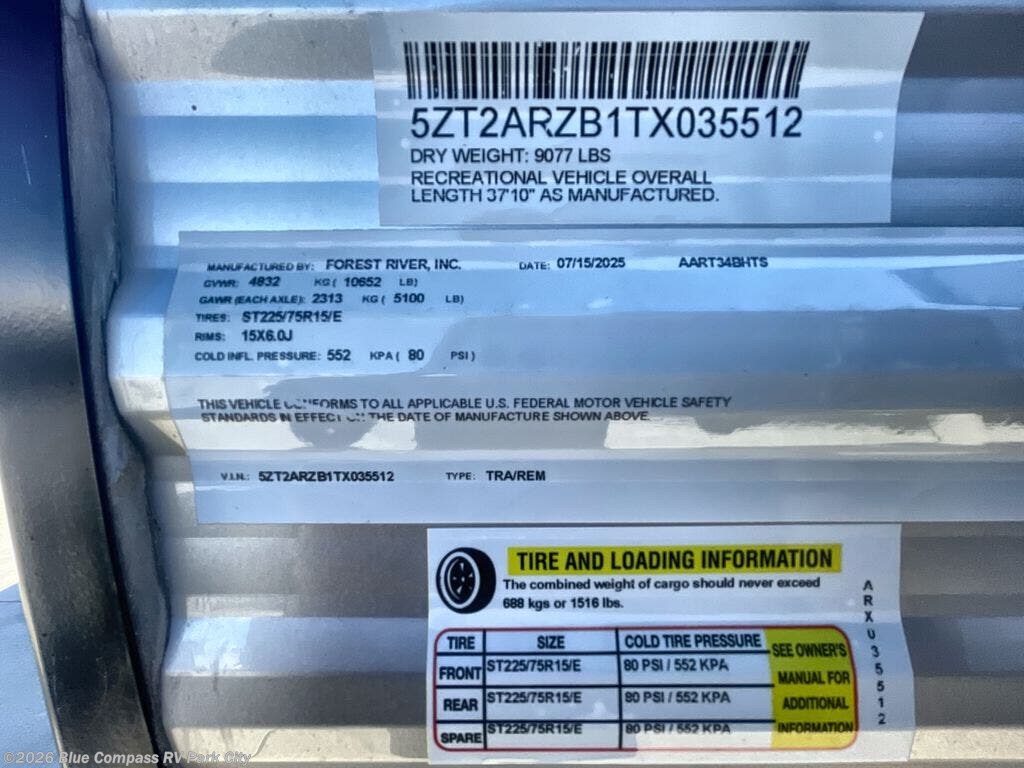 5ZT2ARZB1TX035512
DRY WEIGHT: 9077 LBS
RECREATIONAL VEHICLE OVERALL
LENGTH 37'10" AS MANUFACTURED.
MANUFACTURED BY: FOREST RIVER, INC. DATE: 07/15/2025 AART34BHTS
GVWR: 4832 KG ( 10652 LB)
GAWR (EACH AXLE): 2313 KG ( 5100 LB)
TIRES: ST225/75R15/E
RIMS: 15X6.0J
COLD INFL. PRESSURE: 552 KPA ( 80 PSI )
THIS VEHICLE CONFORMS TO ALL APPLICABLE U.S. FEDERAL MOTOR VEHICLE SAFETY
STANDARDS IN EFFECT ON THE DATE OF MANUFACTURE SHOWN ABOVE.
V.I.N.: 5ZT2ARZB1TX035512 TYPE: TRA/REM
TIRE AND LOADING INFORMATION
The combined weight of cargo should never exceed
688 kgs or 1516 lbs.
TIRE SIZE COLD TIRE PRESSURE
FRONT ST225/75R15/E 80 PSI / 552 KPA
REAR ST225/75R15/E 80 PSI / 552 KPA
SPARE ST225/75R15/E 80 PSI / 552 KPA
SEE OWNER'S
MANUAL FOR
ADDITIONAL
INFORMATION
ARX035512
©2026 Blue Compass RV Park City